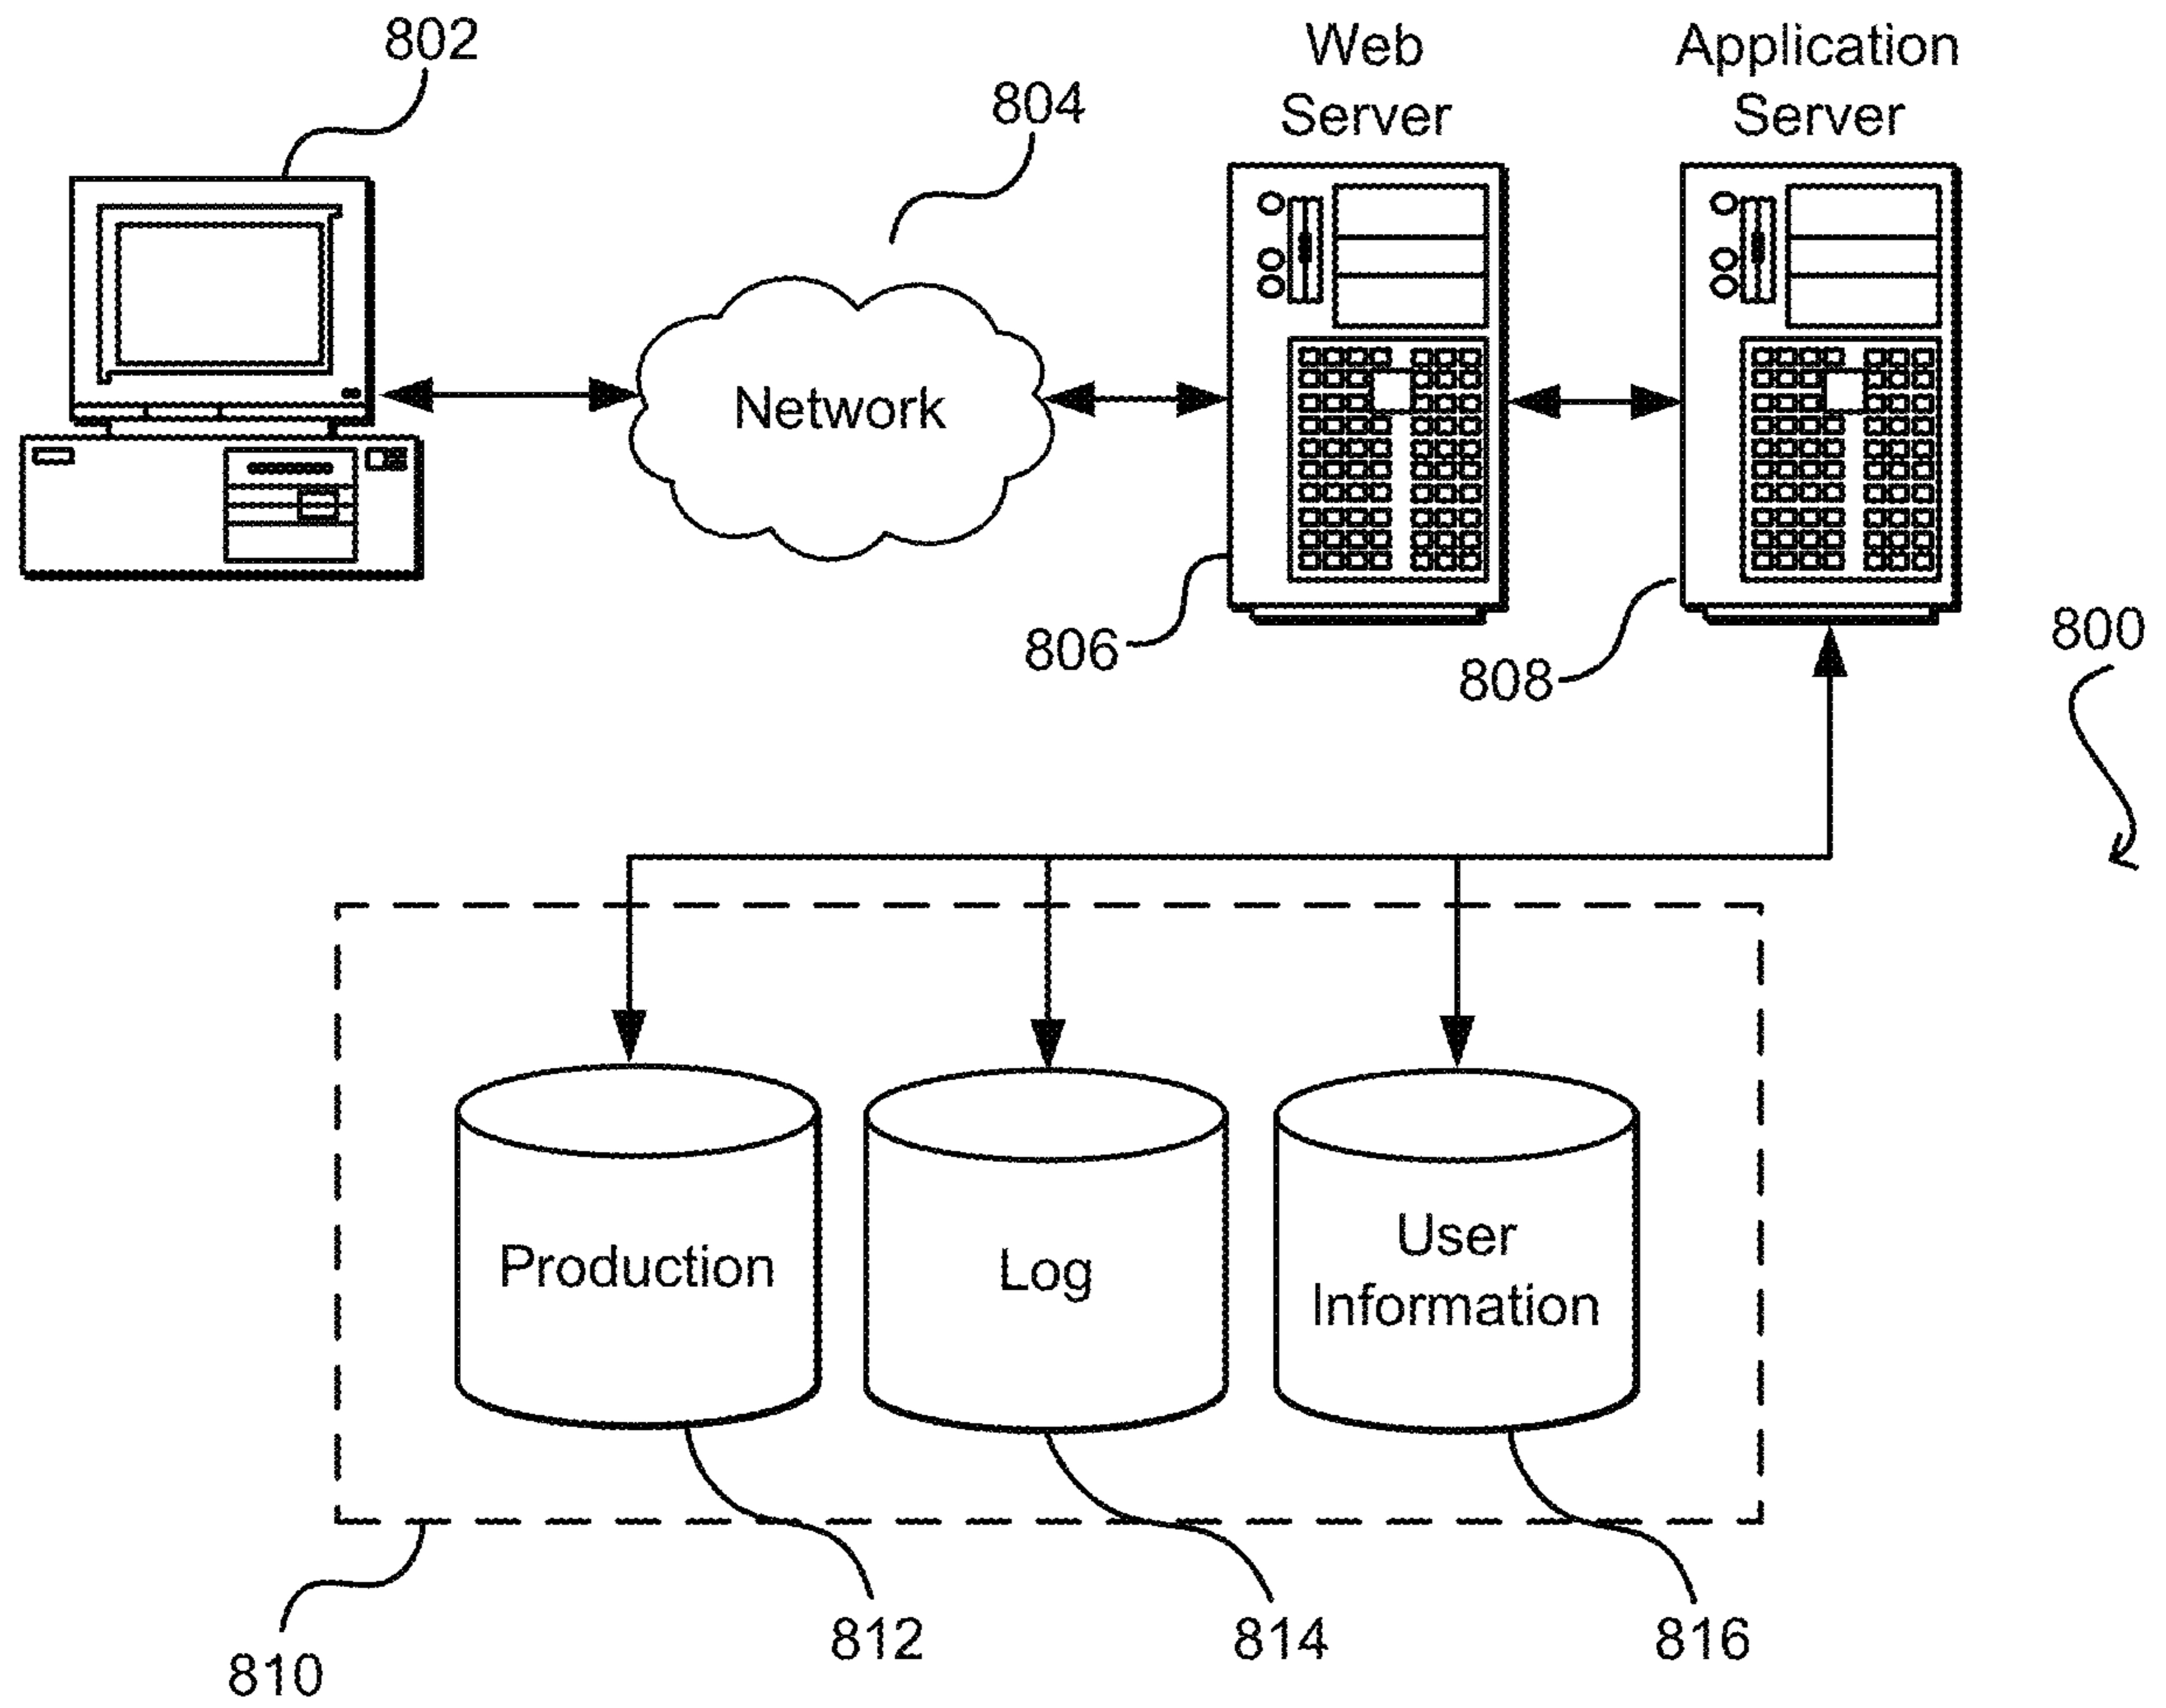 802
804
Web
Server
Application
Server
Network
806
808
800
Production
Log
User
Information
810
812
814
816